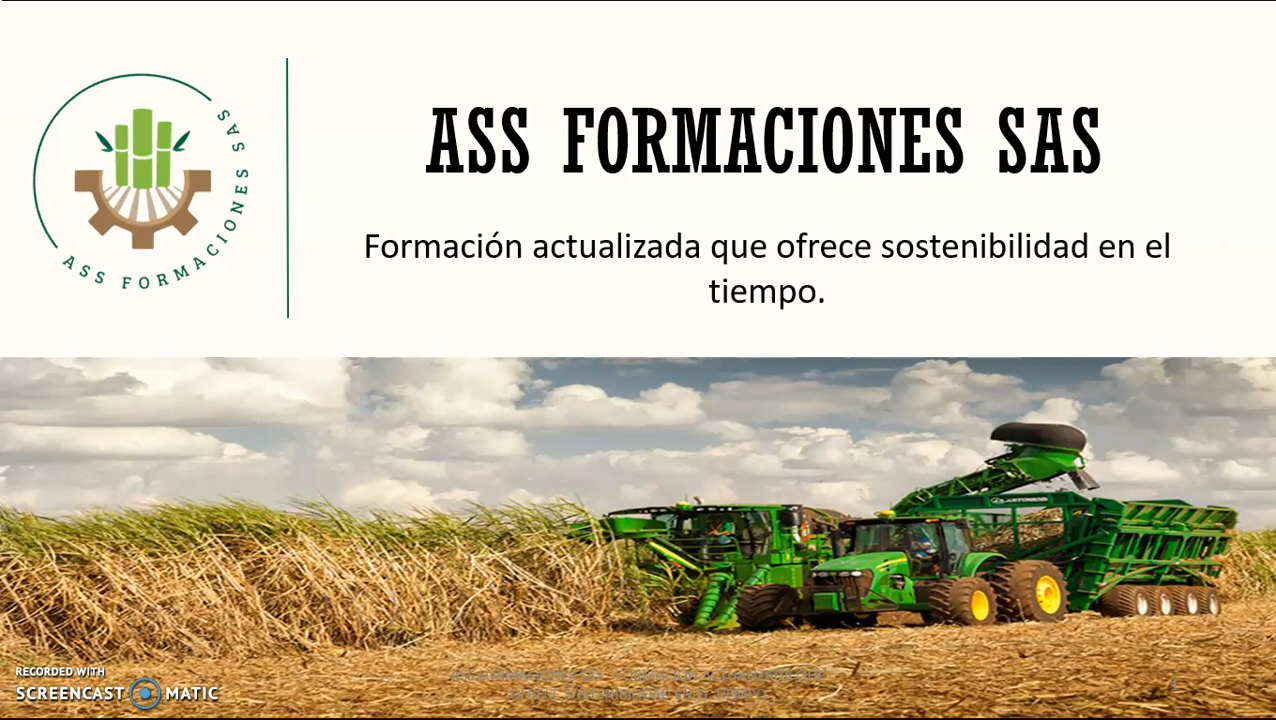 ASS FORMACIONES SAS
ASS FORMACIONES SAS
Formación actualizada que ofrece sostenibilidad en el
tiempo.
RECORDED WITH
SCREENCAST MATIC